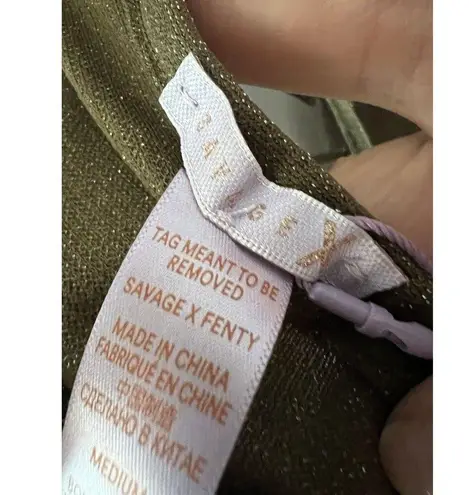 TAG MEANT TO BE
REMOVED
SAVAGE X FENTY
MADE IN CHINA
FABRIQUE EN CHINE
中国制造
СДЕЛАНО В КИТАЕ
MEDIUM